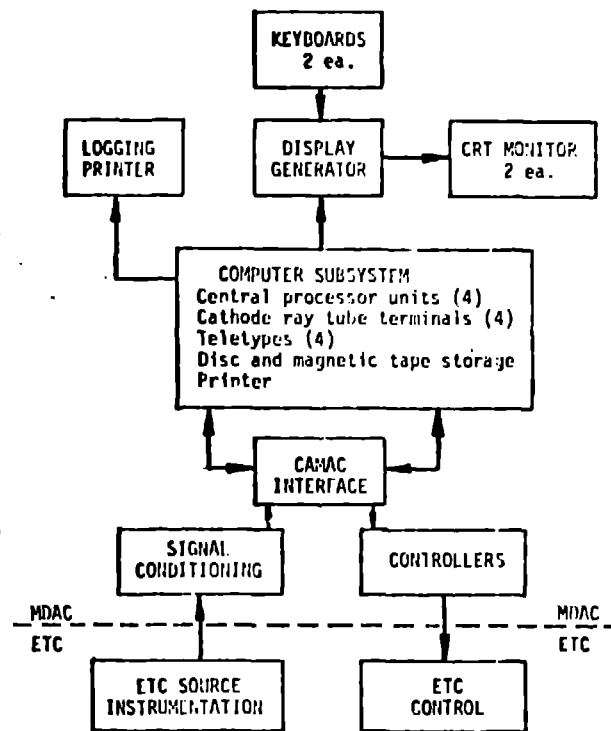 KEYBOARDS
2 ea.
LOGGING
PRINTER
DISPLAY
GENERATOR
CRT MONITOR
2 ea.
COMPUTER SUBSYSTEM
Central processor units (4)
Cathode ray tube terminals (4)
Teletypes (4)
Disc and magnetic tape storage
Printer
CAMAC
INTERFACE
SIGNAL
CONDITIONING
CONTROLLERS
MDAC
MDAC
ETC
ETC
ETC SOURCE
INSTRUMENTATION
ETC
CONTROL